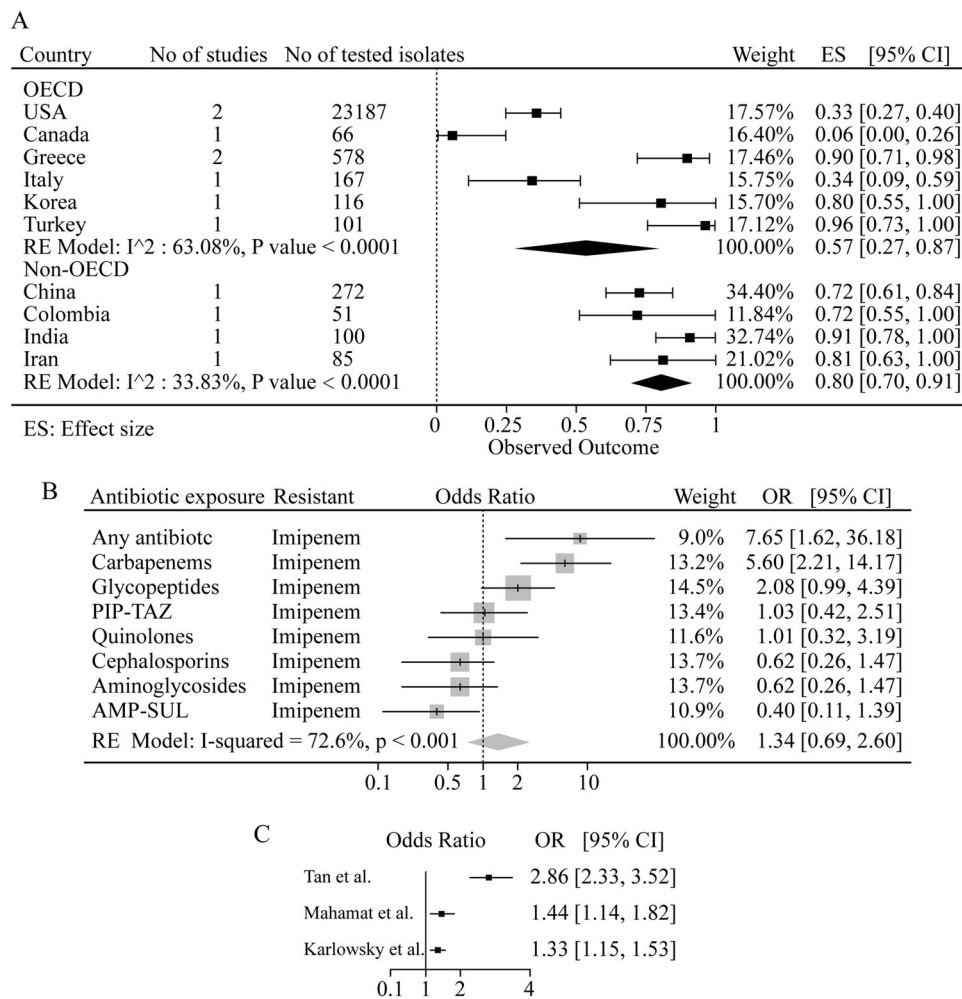 A
Country No of studies No of tested isolates Weight ES [95% CI]
OECD
USA 2 23187 17.57% 0.33 [0.27, 0.40]
Canada 1 66 16.40% 0.06 [0.00, 0.26]
Greece 2 578 17.46% 0.90 [0.71, 0.98]
Italy 1 167 15.75% 0.34 [0.09, 0.59]
Korea 1 116 15.70% 0.80 [0.55, 1.00]
Turkey 1 101 17.12% 0.96 [0.73, 1.00]
RE Model: I^2 : 63.08%, P value < 0.0001 100.00% 0.57 [0.27, 0.87]
Non-OECD
China 1 272 34.40% 0.72 [0.61, 0.84]
Colombia 1 51 11.84% 0.72 [0.55, 1.00]
India 1 100 32.74% 0.91 [0.78, 1.00]
Iran 1 85 21.02% 0.81 [0.63, 1.00]
RE Model: I^2 : 33.83%, P value < 0.0001 100.00% 0.80 [0.70, 0.91]
ES: Effect size 0 0.25 0.5 0.75 1
Observed Outcome
B
Antibiotic exposure Resistant Odds Ratio Weight OR [95% CI]
Any antibiotc Imipenem 9.0% 7.65 [1.62, 36.18]
Carbapenems Imipenem 13.2% 5.60 [2.21, 14.17]
Glycopeptides Imipenem 14.5% 2.08 [0.99, 4.39]
PIP-TAZ Imipenem 13.4% 1.03 [0.42, 2.51]
Quinolones Imipenem 11.6% 1.01 [0.32, 3.19]
Cephalosporins Imipenem 13.7% 0.62 [0.26, 1.47]
Aminoglycosides Imipenem 13.7% 0.62 [0.26, 1.47]
AMP-SUL Imipenem 10.9% 0.40 [0.11, 1.39]
RE Model: I-squared = 72.6%, p < 0.001 100.00% 1.34 [0.69, 2.60]
0.1 0.5 1 2 10
C
Odds Ratio OR [95% CI]
Tan et al. 2.86 [2.33, 3.52]
Mahamat et al. 1.44 [1.14, 1.82]
Karlowsky et al. 1.33 [1.15, 1.53]
0.1 1 2 4